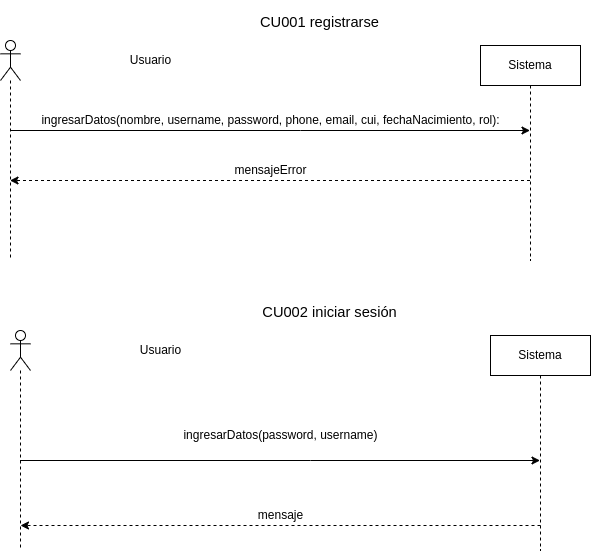 CU001 registrarse
Usuario
Sistema
ingresarDatos(nombre, username, password, phone, email, cui, fechaNacimiento, rol):
mensajeError
CU002 iniciar sesión
Usuario
Sistema
ingresarDatos(password, username)
mensaje